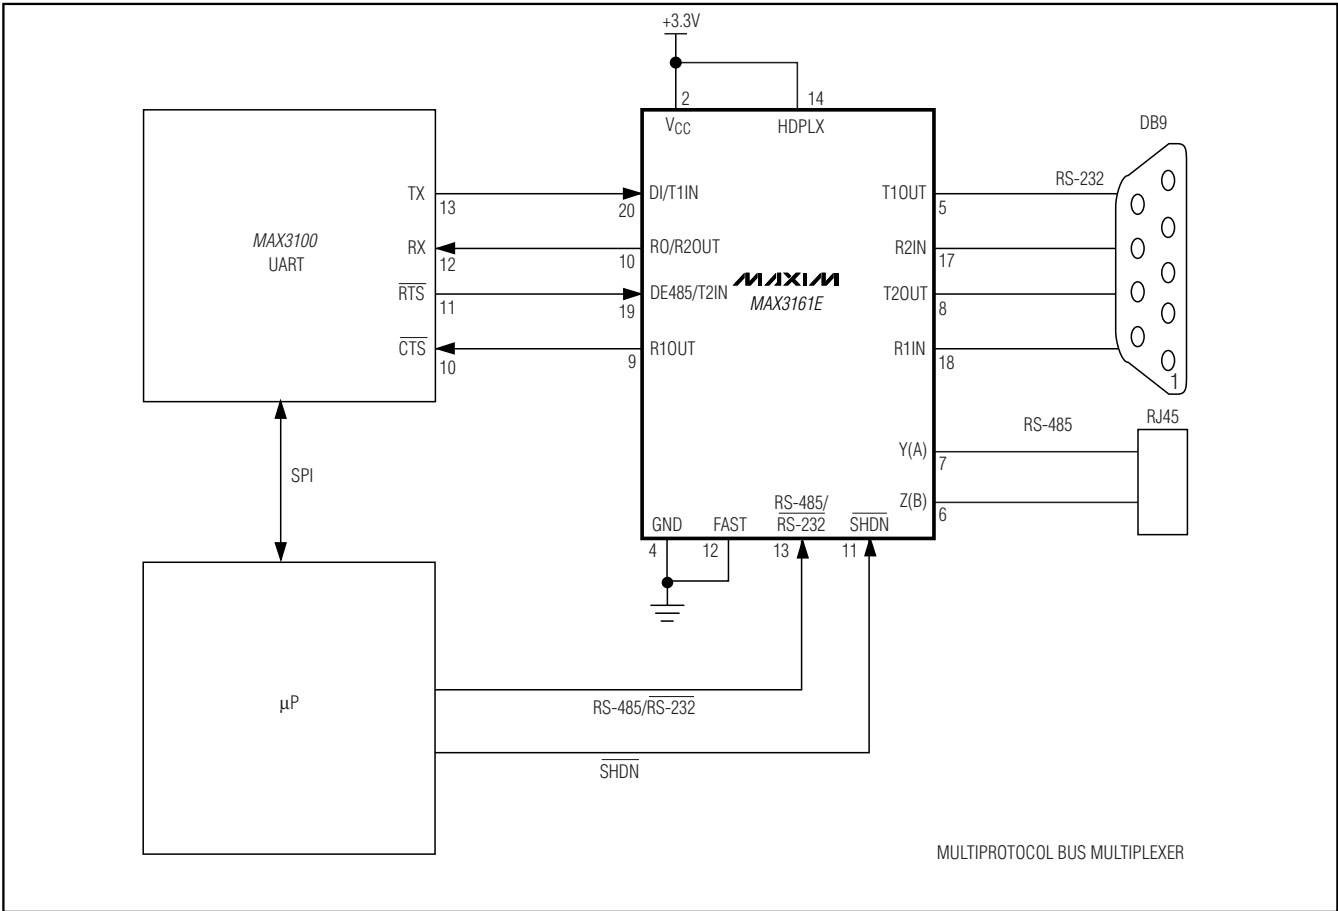 +3.3V
2
14
VCC
HDPLX
DB9
TX
13
DI/T1IN
20
T1OUT
5
RS-232
MAX3100
UART
RX
12
RO/R2OUT
10
R2IN
17
MAXIM
MAX3161E
RTS
11
DE485/T2IN
19
T2OUT
8
CTS
10
R1OUT
9
R1IN
18
1
RJ45
RS-485
Y(A)
7
SPI
Z(B)
6
GND
FAST
RS-485/
RS-232
SHDN
4
12
13
11
µP
RS-485/RS-232
SHDN
MULTIPROTOCOL BUS MULTIPLEXER